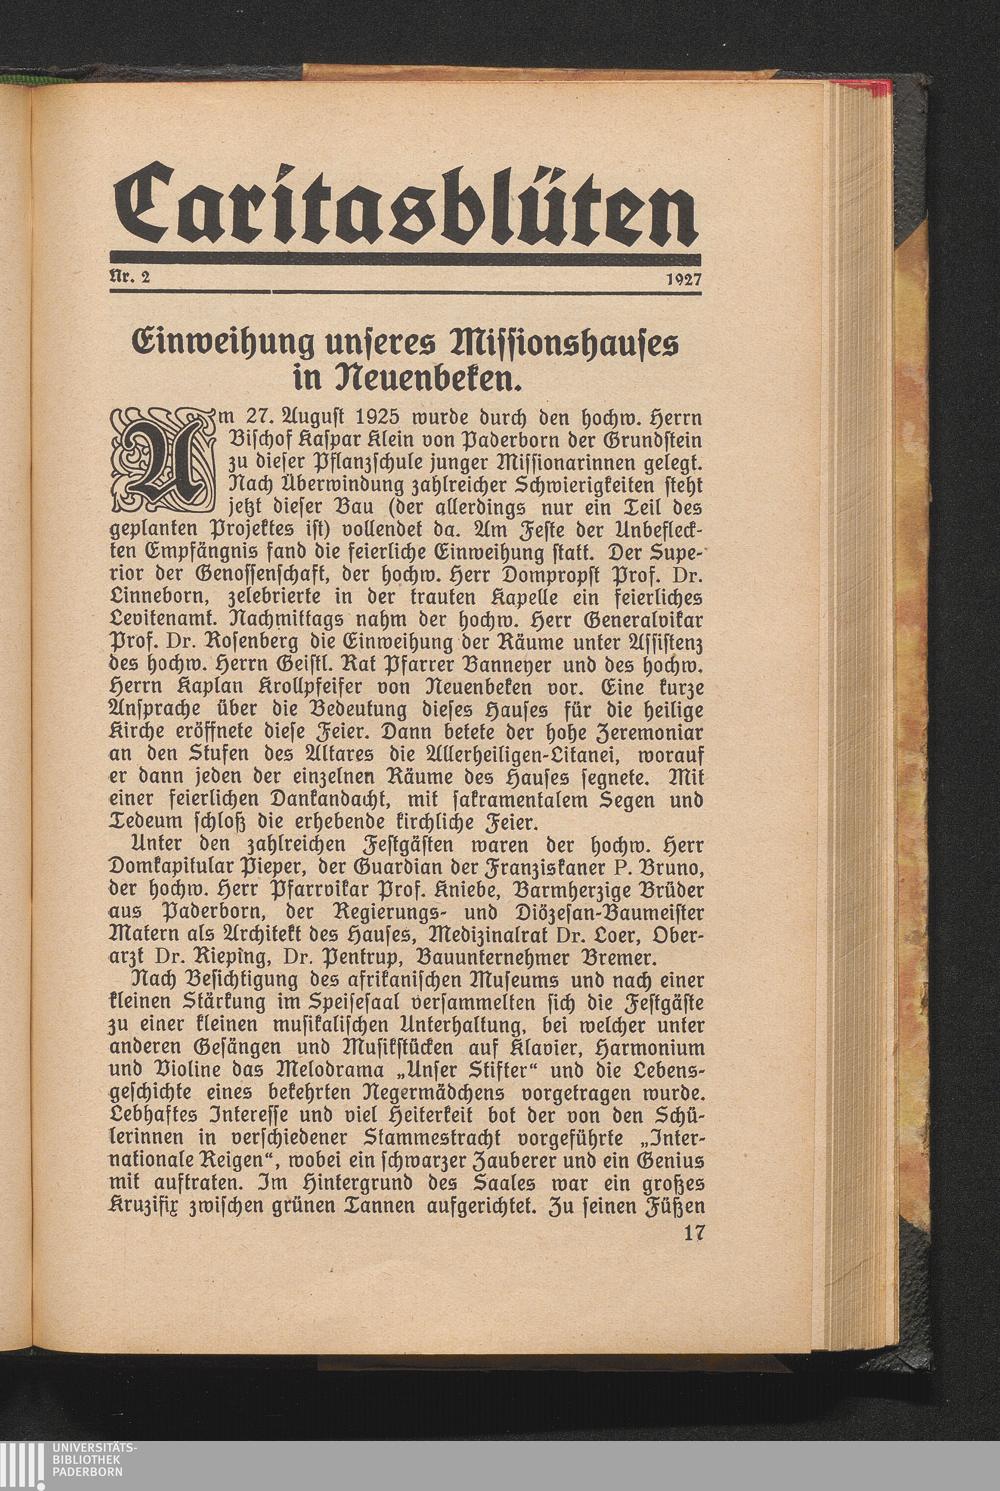 Caritasblüten
Nr. 2 1927
Einweihung unseres Missionshauses
in Neuenbeken.
Am 27. August 1925 wurde durch den hochw. Herrn
Bischof Kaspar Klein von Paderborn der Grundstein
zu dieser Pflanzschule junger Missionarinnen gelegt.
Nach Überwindung zahlreicher Schwierigkeiten steht
jetzt dieser Bau (der allerdings nur ein Teil des
geplanten Projektes ist) vollendet da. Am Feste der Unbefleck-
ten Empfängnis fand die feierliche Einweihung statt. Der Supe-
rior der Genossenschaft, der hochw. Herr Dompropst Prof. Dr.
Linneborn, zelebrierte in der trauten Kapelle ein feierliches
Levitenamt. Nachmittags nahm der hochw. Herr Generalvikar
Prof. Dr. Rosenberg die Einweihung der Räume unter Assistenz
des hochw. Herrn Geistl. Rat Pfarrer Banneyer und des hochw.
Herrn Kaplan Krollpfeifer von Neuenbeken vor. Eine kurze
Ansprache über die Bedeutung dieses Hauses für die heilige
Kirche eröffnete diese Feier. Dann betete der hohe Zeremoniar
an den Stufen des Altares die Allerheiligen-Litanei, worauf
er dann jeden der einzelnen Räume des Hauses segnete. Mit
einer feierlichen Dankandacht, mit sakramentalem Segen und
Tedeum schloß die erhebende kirchliche Feier.
Unter den zahlreichen Festgästen waren der hochw. Herr
Domkapitular Pieper, der Guardian der Franziskaner P. Bruno,
der hochw. Herr Pfarrvikar Prof. Kniebe, Barmherzige Brüder
aus Paderborn, der Regierungs- und Diözesan-Baumeister
Matern als Architekt des Hauses, Medizinalrat Dr. Loer, Ober-
arzt Dr. Rieping, Dr. Pentrup, Bauunternehmer Bremer.
Nach Besichtigung des afrikanischen Museums und nach einer
kleinen Stärkung im Speisesaal versammelten sich die Festgäste
zu einer kleinen musikalischen Unterhaltung, bei welcher unter
anderen Gesängen und Musikstücken auf Klavier, Harmonium
und Violine das Melodrama „Unser Stifter“ und die Lebens-
geschichte eines bekehrten Negermädchens vorgetragen wurde.
Lebhaftes Interesse und viel Heiterkeit bot der von den Schü-
lerinnen in verschiedener Stammestracht vorgeführte „Inter-
nationale Reigen“, wobei ein schwarzer Zauberer und ein Genius
mit auftraten. Im Hintergrund des Saales war ein großes
Kruzifix zwischen grünen Tannen aufgerichtet. Zu seinen Füßen
17
UNIVERSITÄTS-
BIBLIOTHEK
PADERBORN